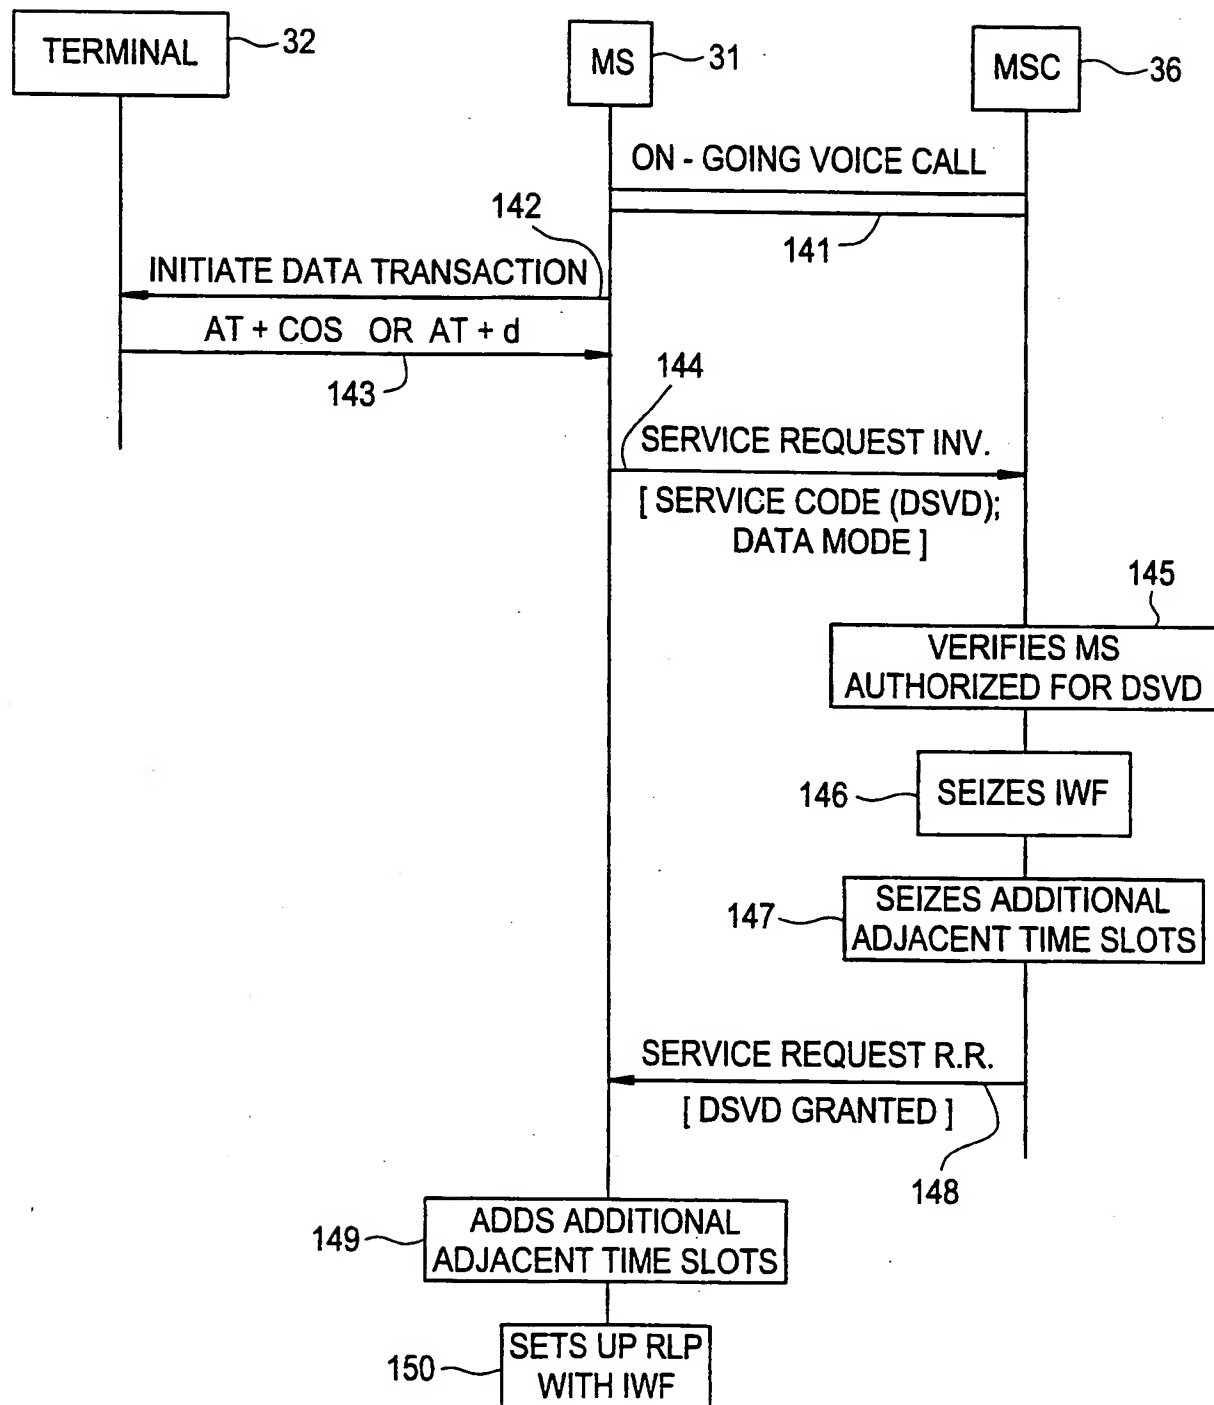 TERMINAL
32
MS
31
MSC
36
ON - GOING VOICE CALL
141
142
INITIATE DATA TRANSACTION
AT + COS OR AT + d
143
144
SERVICE REQUEST INV.
[ SERVICE CODE (DSVD);
DATA MODE ]
145
VERIFIES MS
AUTHORIZED FOR DSVD
146
SEIZES IWF
147
SEIZES ADDITIONAL
ADJACENT TIME SLOTS
SERVICE REQUEST R.R.
[ DSVD GRANTED ]
148
149
ADDS ADDITIONAL
ADJACENT TIME SLOTS
150
SETS UP RLP
WITH IWF